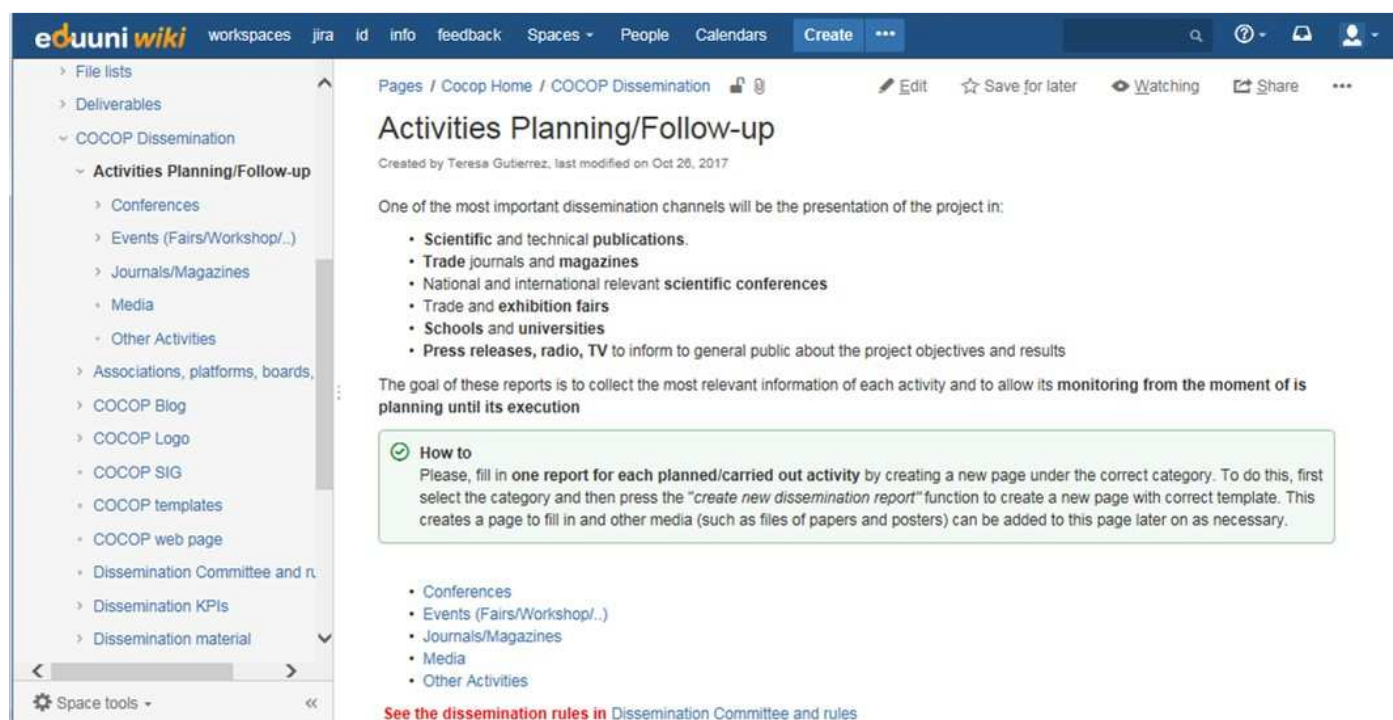 eduuni wiki workspaces jira id info feedback Spaces People Calendars Create •••
File lists
Deliverables
COCOP Dissemination
Activities Planning/Follow-up
Conferences
Events (Fairs/Workshop/..)
Journals/Magazines
Media
Other Activities
Associations, platforms, boards,
COCOP Blog
COCOP Logo
COCOP SIG
COCOP templates
COCOP web page
Dissemination Committee and ru
Dissemination KPIs
Dissemination material
Space tools
Pages / Cocop Home / COCOP Dissemination Edit Save for later Watching Share •••
Activities Planning/Follow-up
Created by Teresa Gutierrez, last modified on Oct 26, 2017
One of the most important dissemination channels will be the presentation of the project in:
• Scientific and technical publications.
• Trade journals and magazines
• National and international relevant scientific conferences
• Trade and exhibition fairs
• Schools and universities
• Press releases, radio, TV to inform to general public about the project objectives and results
The goal of these reports is to collect the most relevant information of each activity and to allow its monitoring from the moment of is
planning until its execution
How to
Please, fill in one report for each planned/carried out activity by creating a new page under the correct category. To do this, first
select the category and then press the "create new dissemination report" function to create a new page with correct template. This
creates a page to fill in and other media (such as files of papers and posters) can be added to this page later on as necessary.
• Conferences
• Events (Fairs/Workshop/..)
• Journals/Magazines
• Media
• Other Activities
See the dissemination rules in Dissemination Committee and rules